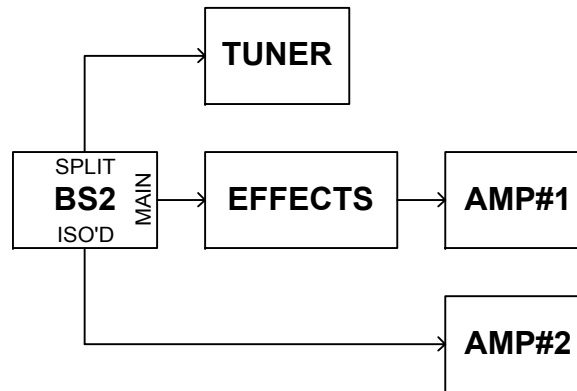 TUNER
SPLIT
BS2
MAIN
ISO'D
EFFECTS
AMP#1
AMP#2